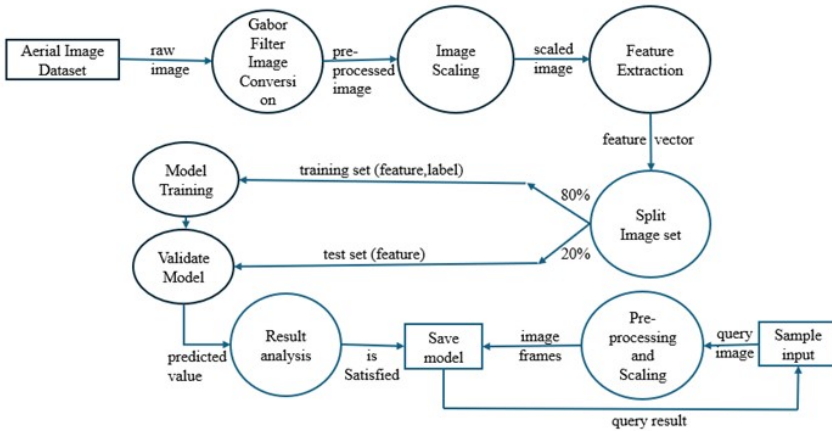 Aerial Image
Dataset
raw
image
Gabor
Filter
Image
Conversi
on
pre-
processed
image
Image
Scaling
scaled
image
Feature
Extraction
feature vector
Split
Image set
80%
20%
training set (feature,label)
test set (feature)
Model
Training
Validate
Model
predicted
value
Result
analysis
is
Satisfied
Save
model
image
frames
Pre-
processing
and
Scaling
query
image
Sample
input
query result